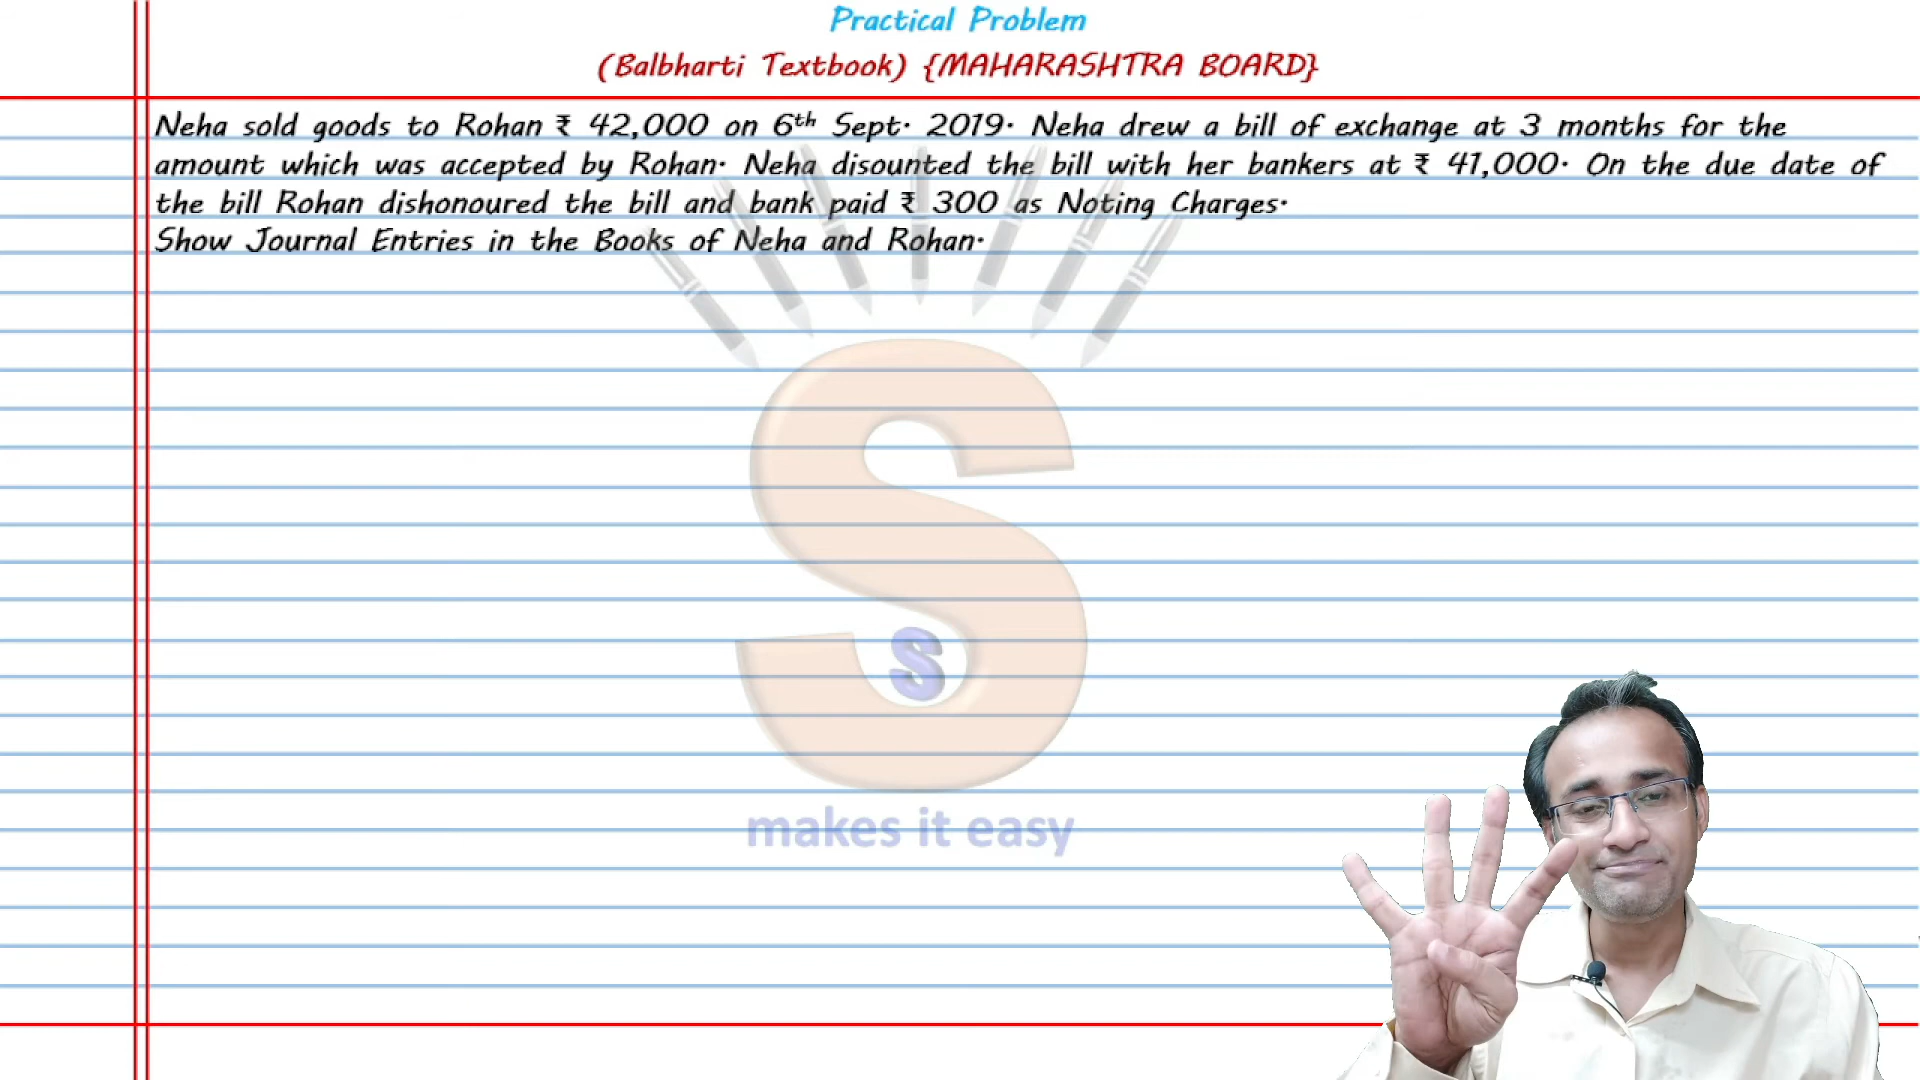 Practical Problem
(Balbharti Textbook) {MAHARASHTRA BOARD}
Neha sold goods to Rohan ₹ 42,000 on 6th Sept. 2019. Neha drew a bill of exchange at 3 months for the
amount which was accepted by Rohan. Neha disounted the bill with her bankers at ₹ 41,000. On the due date of
the bill Rohan dishonoured the bill and bank paid ₹ 300 as Noting Charges.
Show Journal Entries in the Books of Neha and Rohan.
S
S
makes it easy